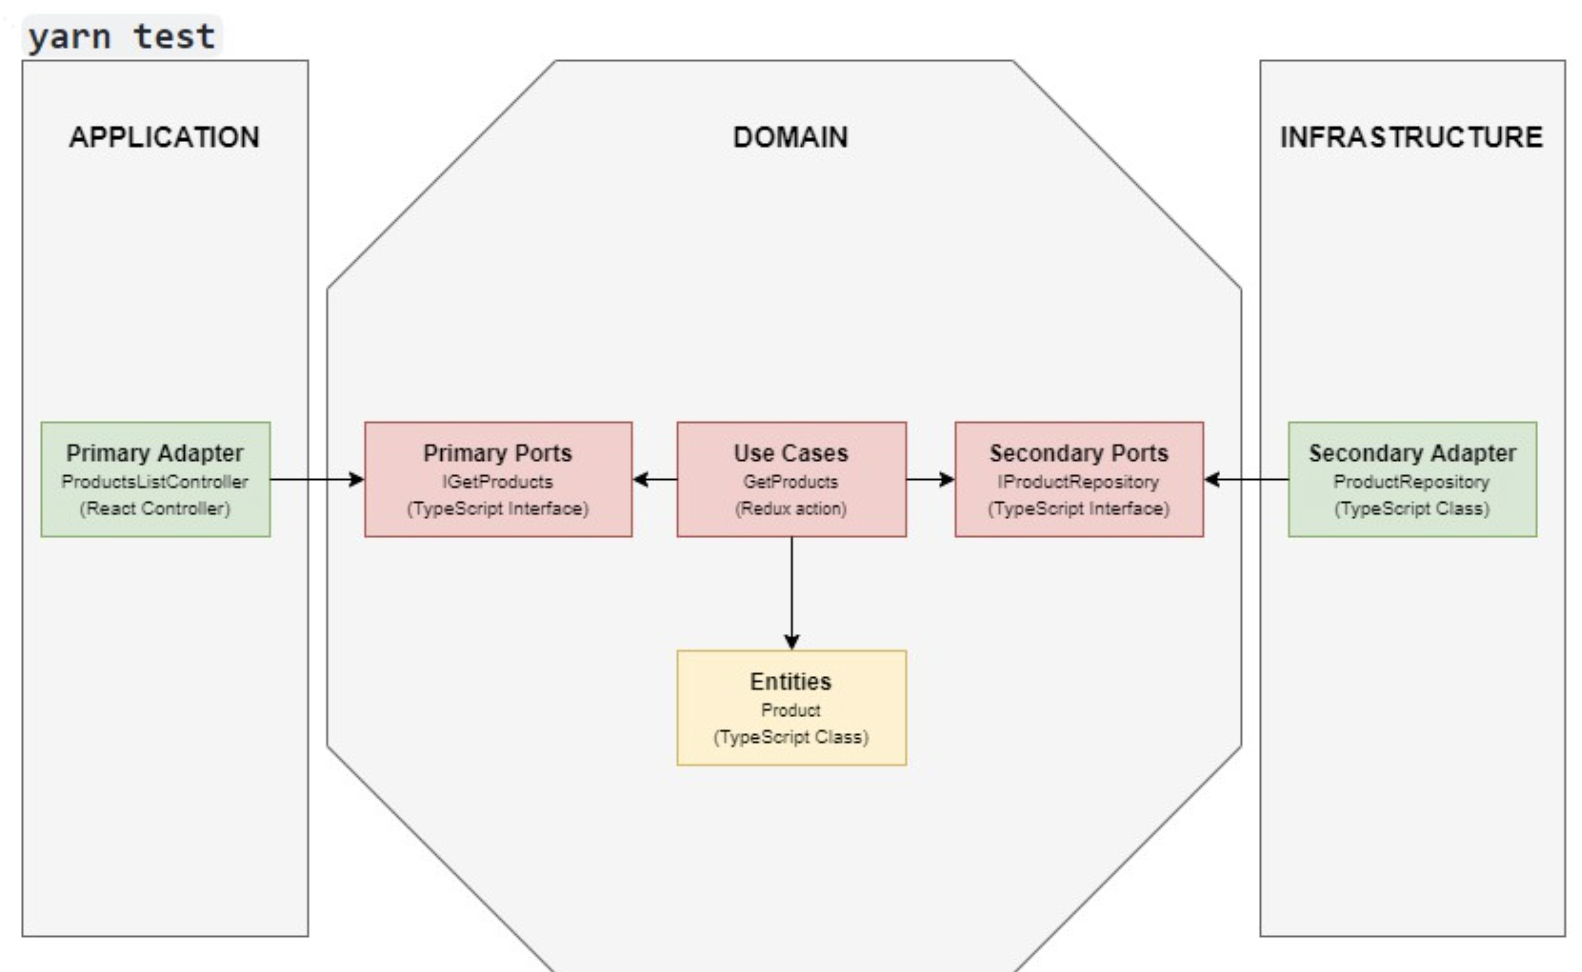 yarn test
APPLICATION
DOMAIN
INFRASTRUCTURE
Primary Adapter
ProductsListController
(React Controller)
Primary Ports
IGetProducts
(TypeScript Interface)
Use Cases
GetProducts
(Redux action)
Secondary Ports
IProductRepository
(TypeScript Interface)
Secondary Adapter
ProductRepository
(TypeScript Class)
Entities
Product
(TypeScript Class)